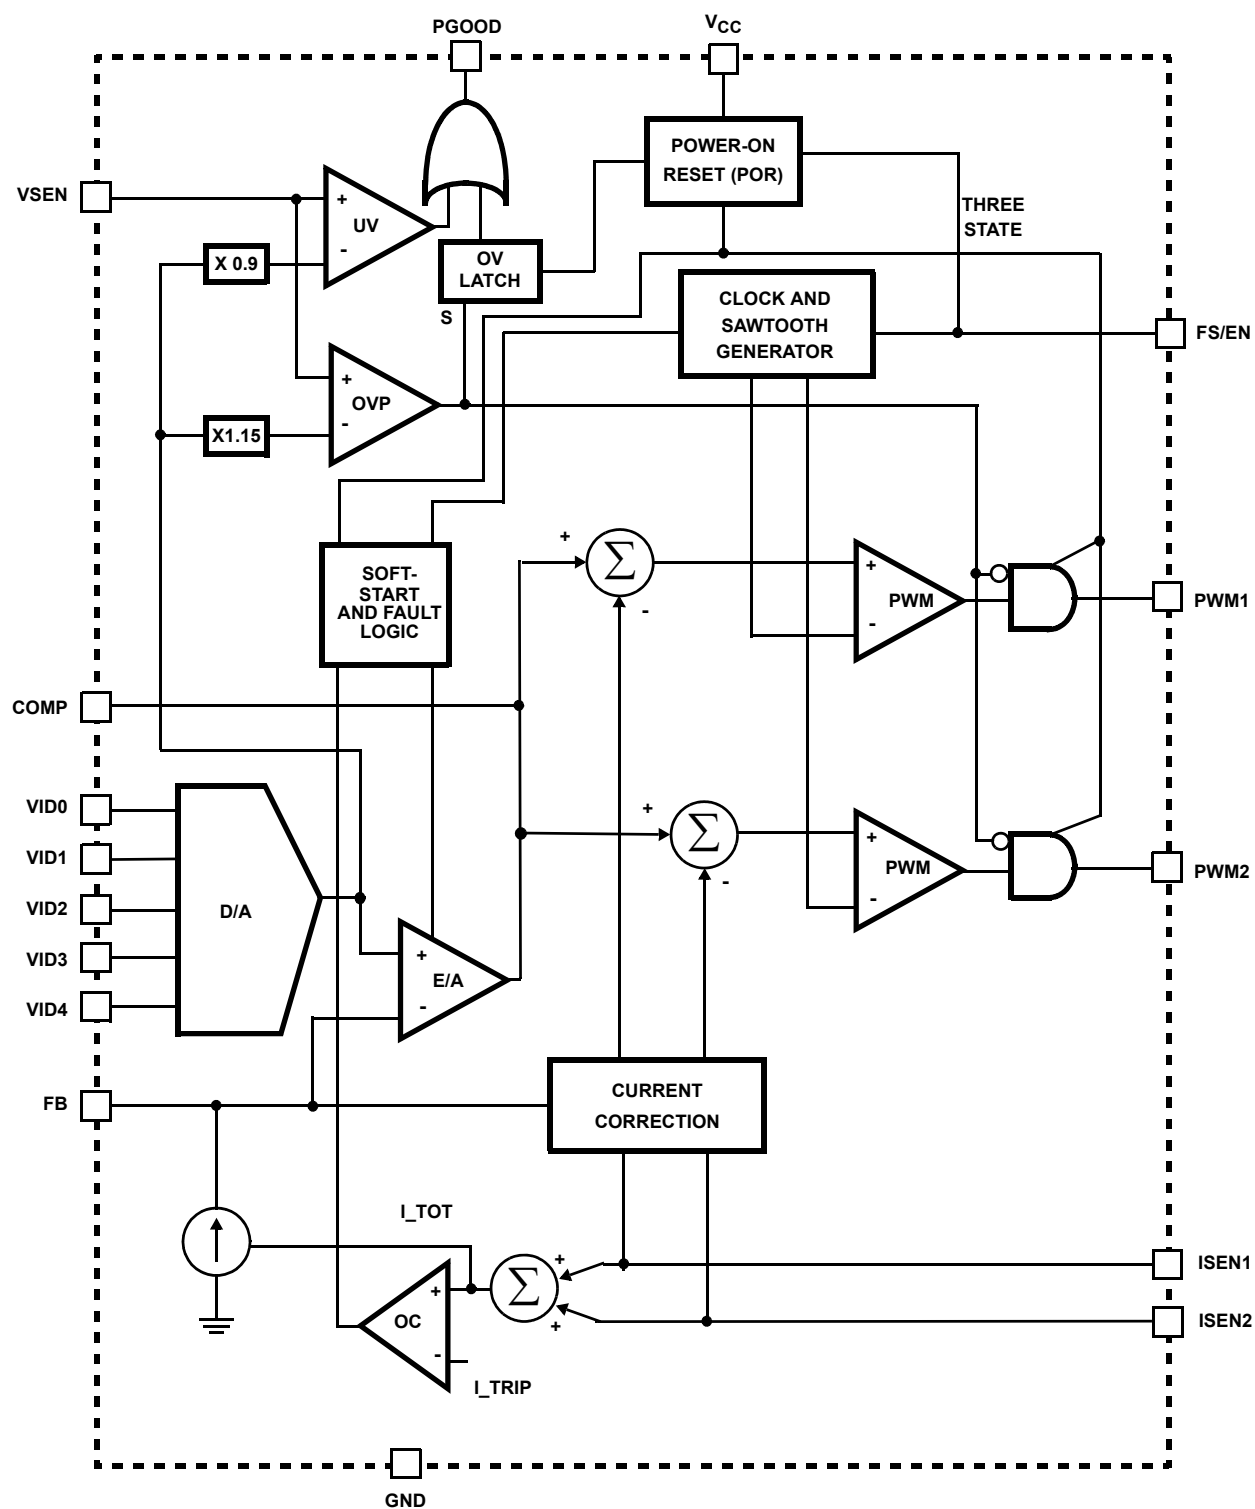 PGOOD
VCC
VSEN
+
UV
-
X 0.9
OV
LATCH
S
POWER-ON
RESET (POR)
THREE
STATE
CLOCK AND
SAWTOOTH
GENERATOR
FS/EN
+
OVP
-
X1.15
SOFT-
START
AND FAULT
LOGIC
+
Σ
-
+
PWM
-
PWM1
COMP
VID0
VID1
VID2
VID3
VID4
D/A
+
E/A
-
+
Σ
-
+
PWM
-
PWM2
FB
CURRENT
CORRECTION
I_TOT
+
OC
-
I_TRIP
Σ
+
+
ISEN1
ISEN2
GND